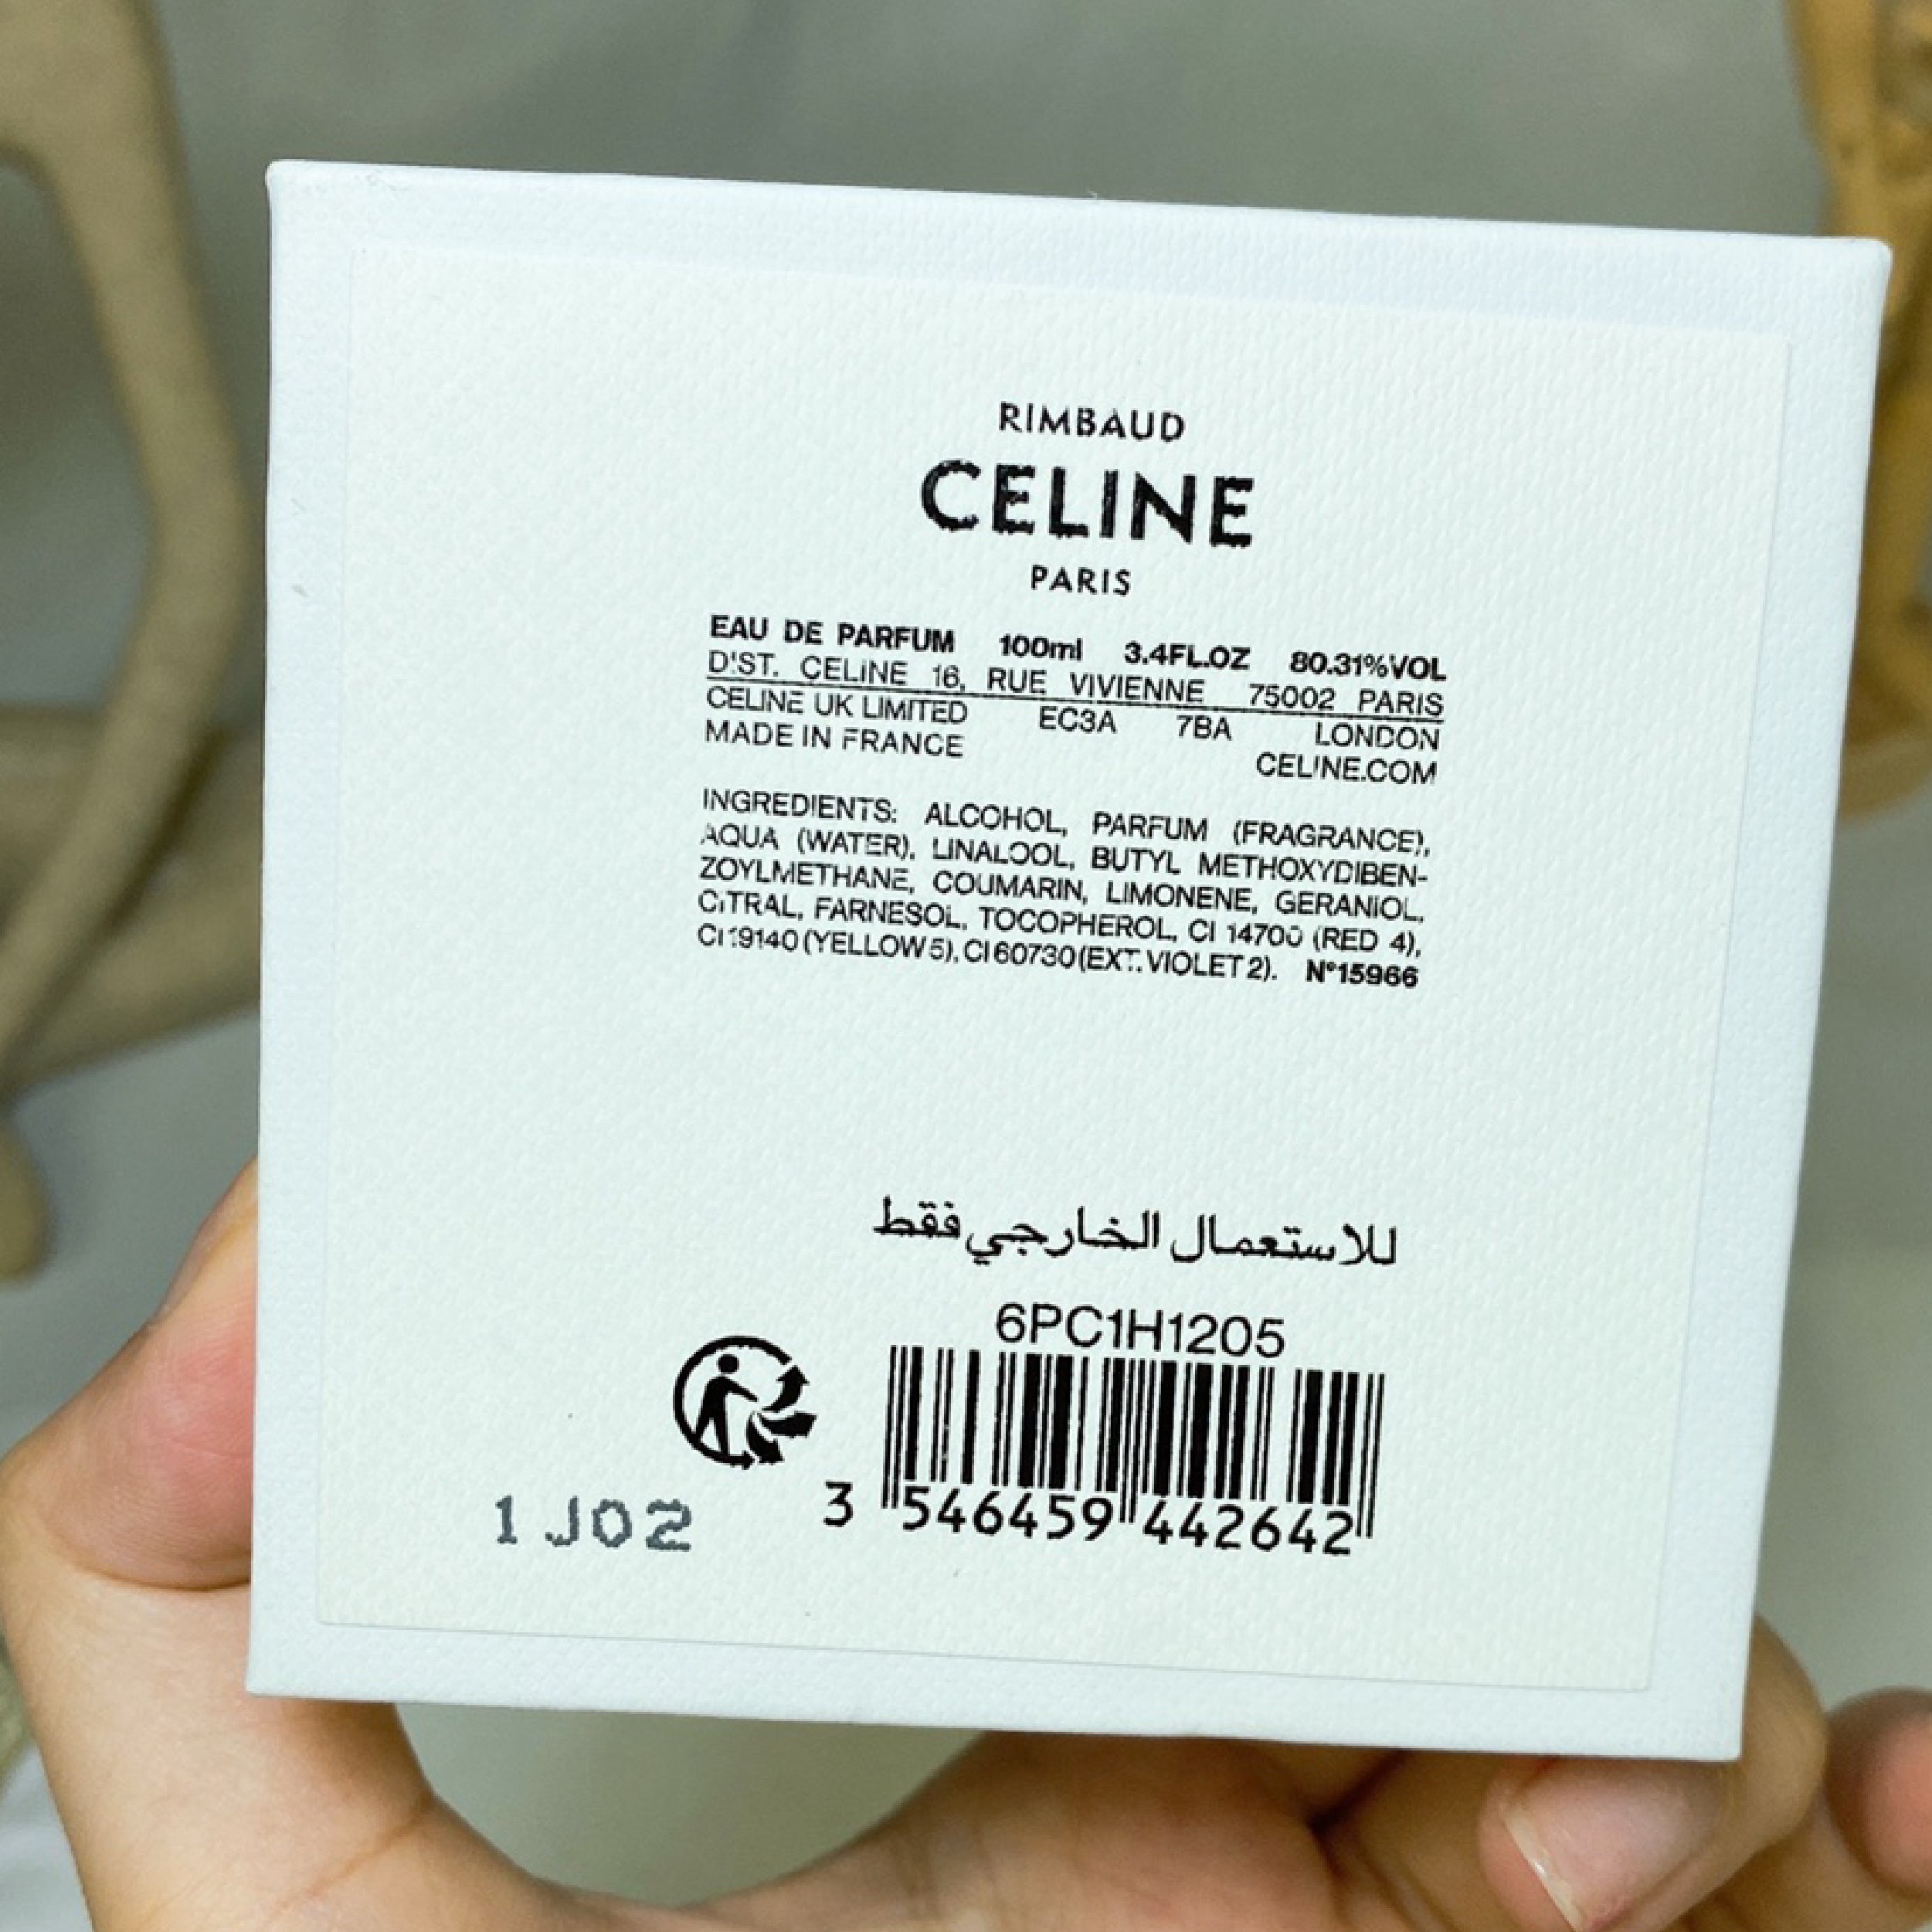 RIMBAUD
CELINE
PARIS
EAU DE PARFUM 100ml 3.4FL.OZ 80.31%VOL
DIST. CELINE 16, RUE VIVIENNE 75002 PARIS
CELINE UK LIMITED EC3A 7BA LONDON
MADE IN FRANCE CELINE.COM
INGREDIENTS: ALCOHOL, PARFUM (FRAGRANCE),
AQUA (WATER), LINALOOL, BUTYL METHOXYDIBEN-
ZOYLMETHANE, COUMARIN, LIMONENE, GERANIOL,
CITRAL, FARNESOL, TOCOPHEROL, CI 14700 (RED 4),
CI 19140 (YELLOW 5), CI 60730 (EXT. VIOLET 2). N°15966
للاستعمال الخارجي فقط
6PC1H1205
3 546459 442642
1J02